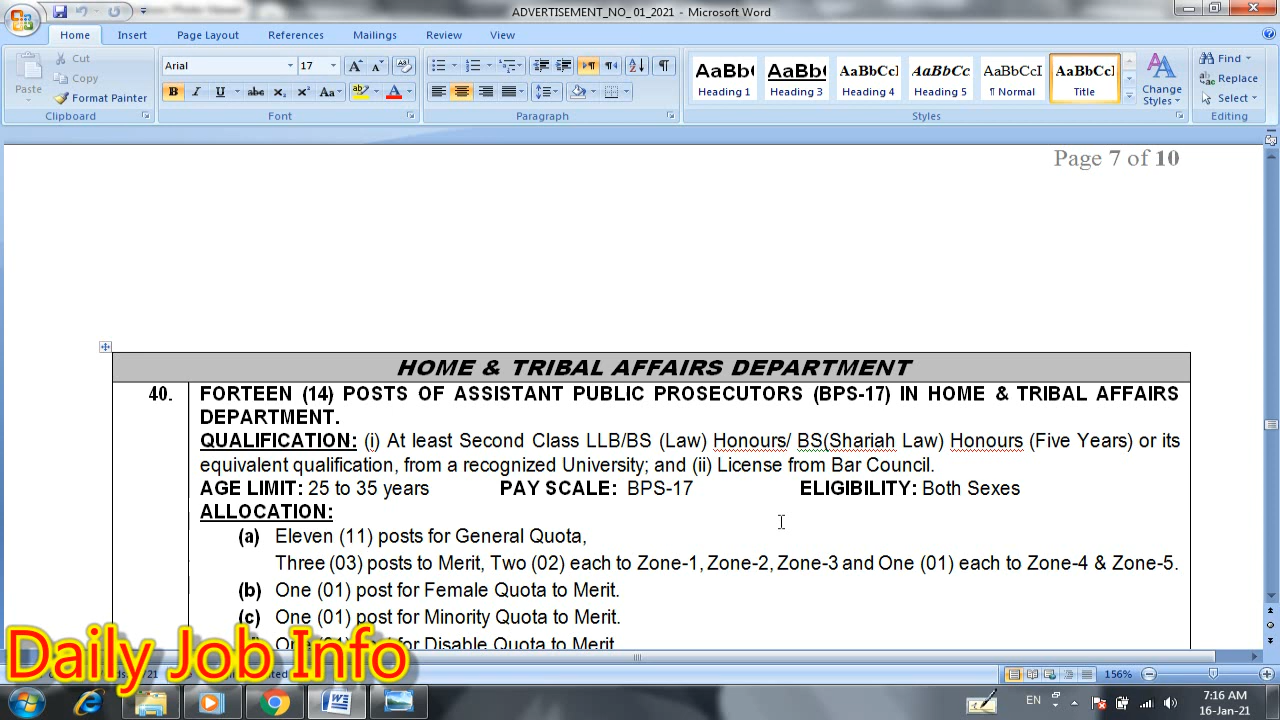 ADVERTISEMENT_NO_01_2021 - Microsoft Word
Home Insert Page Layout References Mailings Review View
Paste
Cut
Copy
Format Painter
Clipboard
Arial 17
Font
Paragraph
AaBb( AaBb( AaBbCcI AaBbCc AaBbCcI AaBbCcl
Heading 1 Heading 3 Heading 4 Heading 5 ¶ Normal Title
Change Styles
Styles
Find
Replace
Select
Editing
Page 7 of 10
HOME & TRIBAL AFFAIRS DEPARTMENT
40. FORTEEN (14) POSTS OF ASSISTANT PUBLIC PROSECUTORS (BPS-17) IN HOME & TRIBAL AFFAIRS
DEPARTMENT.
QUALIFICATION: (i) At least Second Class LLB/BS (Law) Honours/ BS(Shariah Law) Honours (Five Years) or its
equivalent qualification, from a recognized University; and (ii) License from Bar Council.
AGE LIMIT: 25 to 35 years PAY SCALE: BPS-17 ELIGIBILITY: Both Sexes
ALLOCATION:
(a) Eleven (11) posts for General Quota,
Three (03) posts to Merit, Two (02) each to Zone-1, Zone-2, Zone-3 and One (01) each to Zone-4 & Zone-5.
(b) One (01) post for Female Quota to Merit.
(c) One (01) post for Minority Quota to Merit.
for Disable Quota to Merit
Daily Job Info
156%
EN
7:16 AM
16-Jan-21